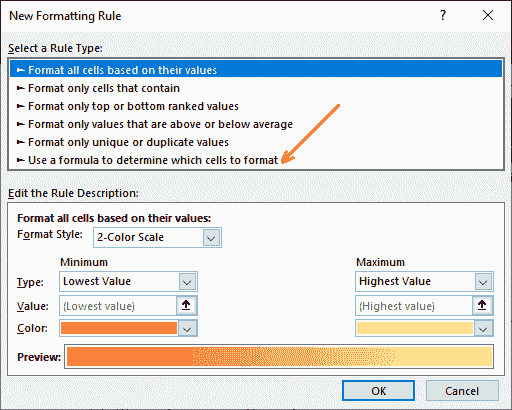 New Formatting Rule ? ×
Select a Rule Type:
► Format all cells based on their values
► Format only cells that contain
► Format only top or bottom ranked values
► Format only values that are above or below average
► Format only unique or duplicate values
► Use a formula to determine which cells to format
Edit the Rule Description:
Format all cells based on their values:
Format Style: 2-Color Scale
Minimum Maximum
Type: Lowest Value Highest Value
Value: (Lowest value) (Highest value)
Color:
Preview:
OK Cancel